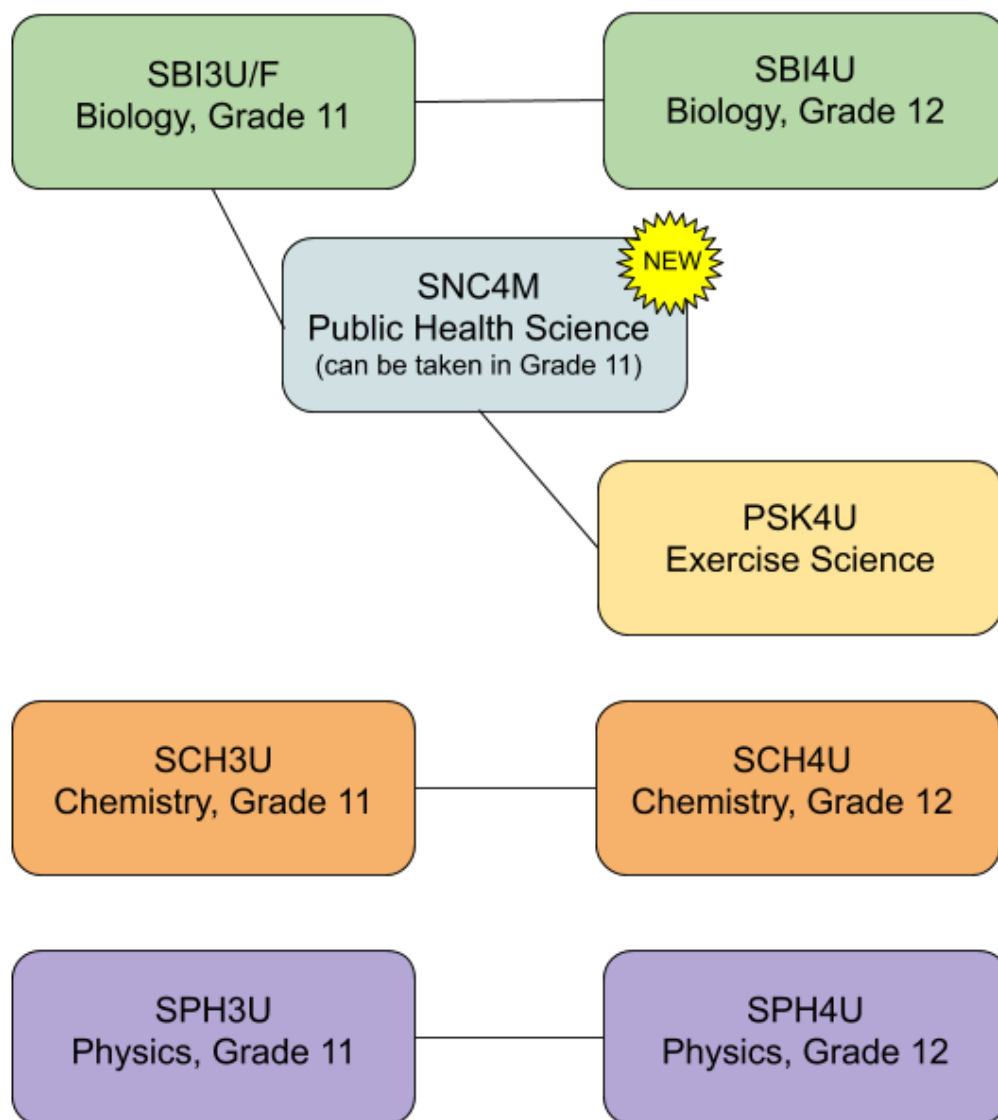 SBI3U/F
Biology, Grade 11
SBI4U
Biology, Grade 12
NEW
SNC4M
Public Health Science
(can be taken in Grade 11)
PSK4U
Exercise Science
SCH3U
Chemistry, Grade 11
SCH4U
Chemistry, Grade 12
SPH3U
Physics, Grade 11
SPH4U
Physics, Grade 12